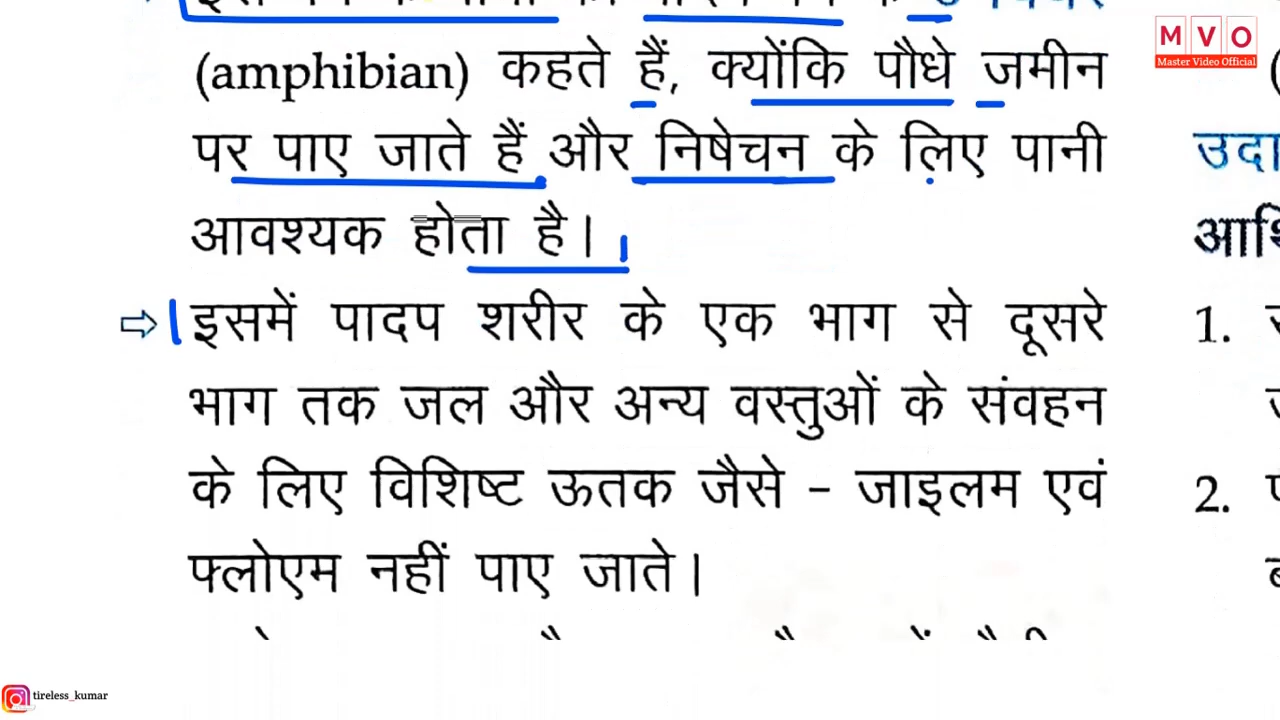 (amphibian) कहते हैं, क्योंकि पौधे जमीन
पर पाए जाते हैं और निषेचन के लिए पानी
आवश्यक होता है।
⇨ इसमें पादप शरीर के एक भाग से दूसरे
भाग तक जल और अन्य वस्तुओं के संवहन
के लिए विशिष्ट ऊतक जैसे - जाइलम एवं
फ्लोएम नहीं पाए जाते।
M V O
Master Video Official
1.
2.
tireless_kumar